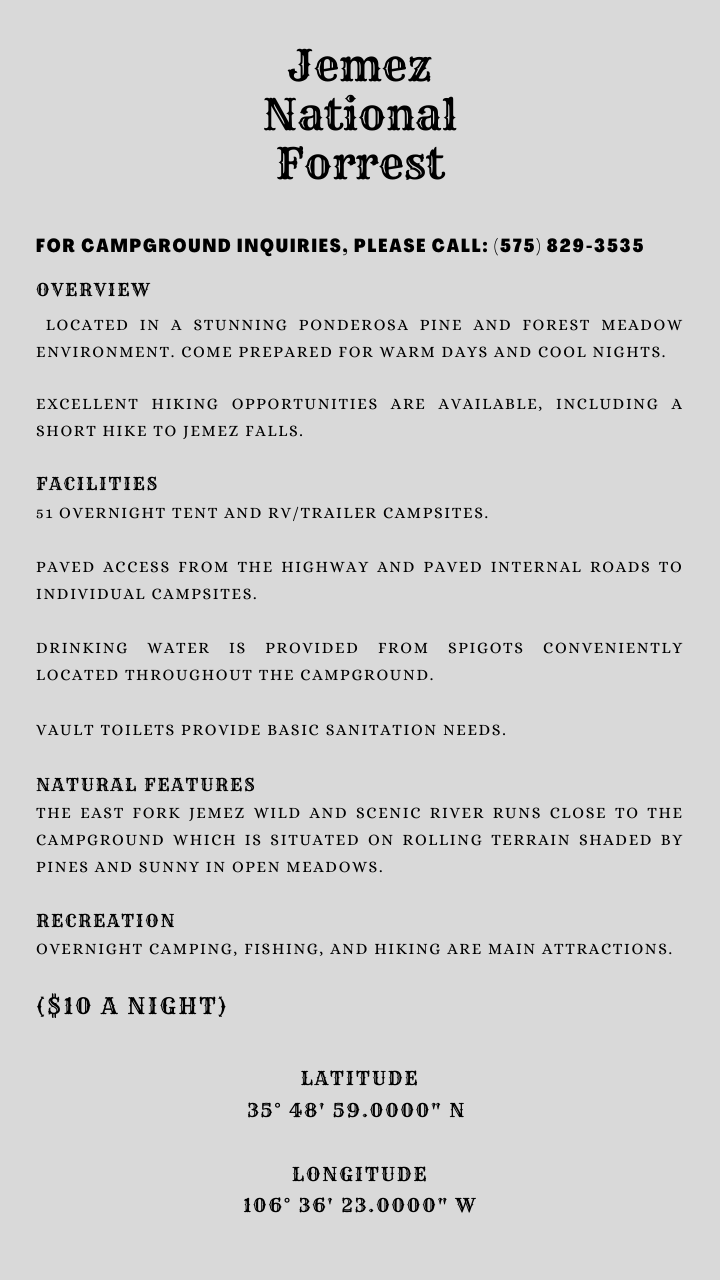 Jemez
National
Forrest
FOR CAMPGROUND INQUIRIES, PLEASE CALL: (575) 829-3535
OVERVIEW
LOCATED IN A STUNNING PONDEROSA PINE AND FOREST MEADOW
ENVIRONMENT. COME PREPARED FOR WARM DAYS AND COOL NIGHTS.
EXCELLENT HIKING OPPORTUNITIES ARE AVAILABLE, INCLUDING A
SHORT HIKE TO JEMEZ FALLS.
FACILITIES
51 OVERNIGHT TENT AND RV/TRAILER CAMPSITES.
PAVED ACCESS FROM THE HIGHWAY AND PAVED INTERNAL ROADS TO
INDIVIDUAL CAMPSITES.
DRINKING WATER IS PROVIDED FROM SPIGOTS CONVENIENTLY
LOCATED THROUGHOUT THE CAMPGROUND.
VAULT TOILETS PROVIDE BASIC SANITATION NEEDS.
NATURAL FEATURES
THE EAST FORK JEMEZ WILD AND SCENIC RIVER RUNS CLOSE TO THE
CAMPGROUND WHICH IS SITUATED ON ROLLING TERRAIN SHADED BY
PINES AND SUNNY IN OPEN MEADOWS.
RECREATION
OVERNIGHT CAMPING, FISHING, AND HIKING ARE MAIN ATTRACTIONS.
($10 A NIGHT)
LATITUDE
35° 48' 59.0000" N
LONGITUDE
106° 36' 23.0000" W